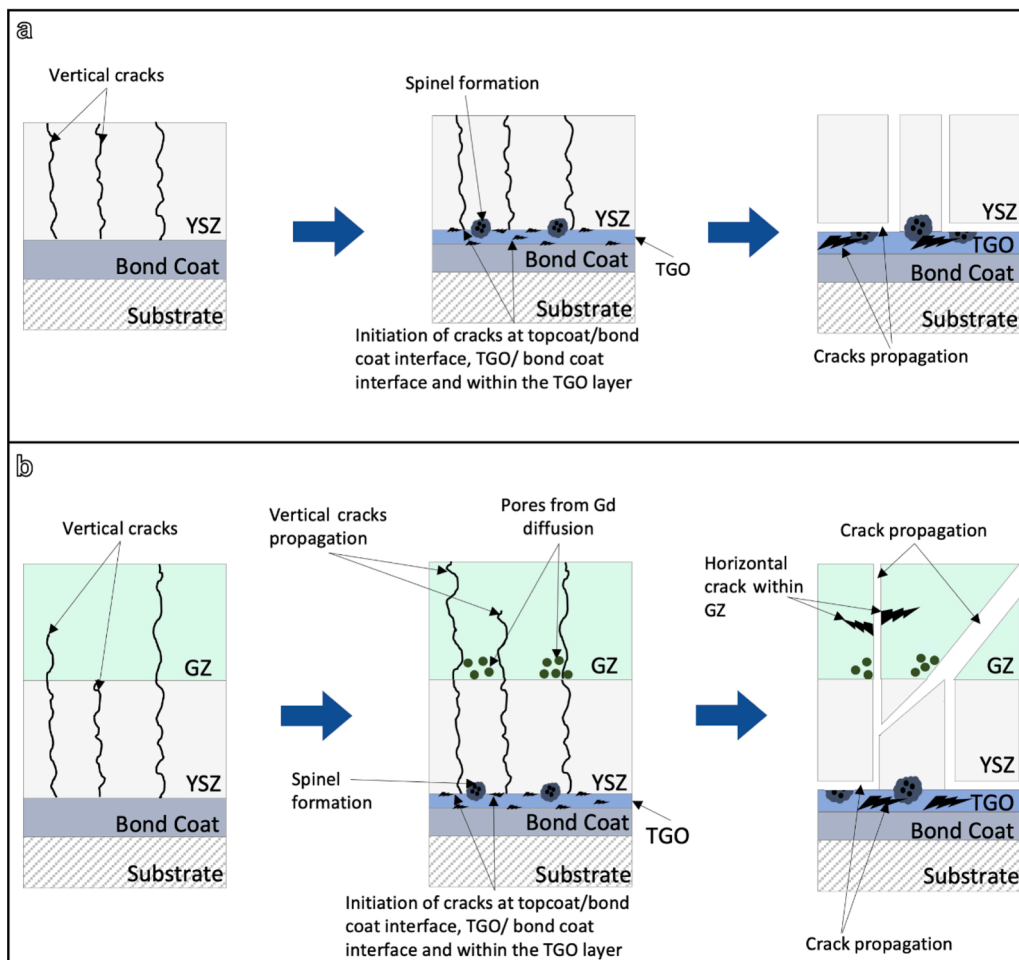 a
Vertical cracks
YSZ
Bond Coat
Substrate
Spinel formation
YSZ
TGO
Bond Coat
Substrate
Initiation of cracks at topcoat/bond
coat interface, TGO/ bond coat
interface and within the TGO layer
YSZ
TGO
Bond Coat
Substrate
Cracks propagation
b
Vertical cracks
GZ
YSZ
Bond Coat
Substrate
Vertical cracks
propagation
Pores from Gd
diffusion
GZ
Spinel
formation
YSZ
TGO
Bond Coat
Substrate
Initiation of cracks at topcoat/bond
coat interface, TGO/ bond coat
interface and within the TGO layer
Crack propagation
Horizontal
crack within
GZ
GZ
YSZ
TGO
Bond Coat
Substrate
Crack propagation